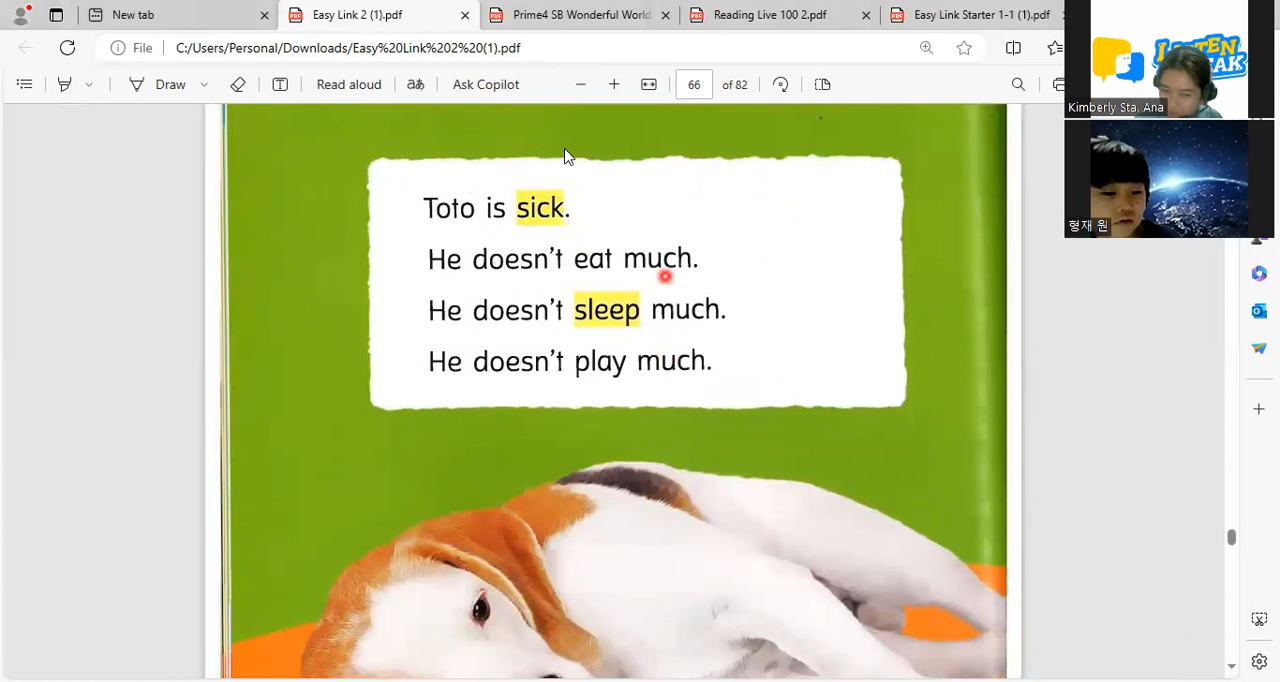 New tab
Easy Link 2 (1).pdf
Prime4 SB Wonderful World
Reading Live 100 2.pdf
Easy Link Starter 1-1 (1).pdf
File
C:/Users/Personal/Downloads/Easy%20Link%202%20(1).pdf
Draw
Read aloud
aあ
Ask Copilot
66
of 82
LISTEN
Kimberly Sta. Ana
형재 원
Toto is sick.
He doesn't eat much.
He doesn't sleep much.
He doesn't play much.